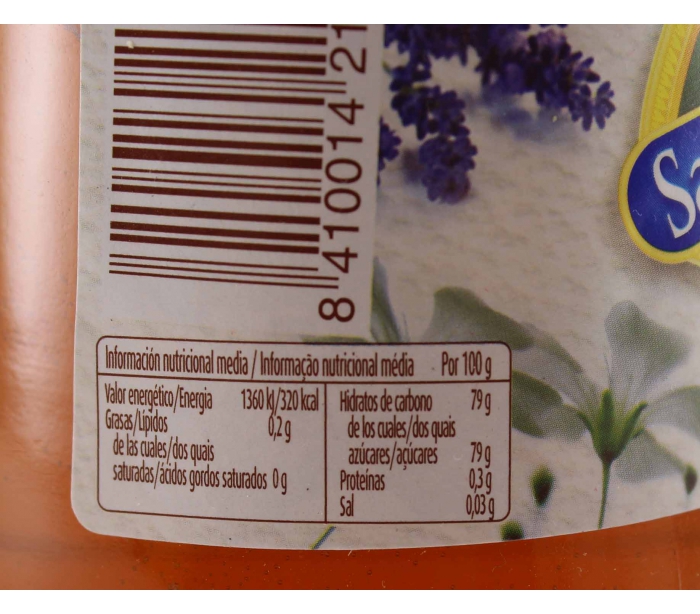 8 410014 21
Sa
Información nutricional media / Informação nutricional média Por 100 g
Valor energético/Energia 1360 kJ/320 kcal
Grasas/Lípidos 0,2 g
de las cuales/dos quais
saturadas/ácidos gordos saturados 0 g
Hidratos de carbono 79 g
de los cuales/dos quais
azúcares/açúcares 79 g
Proteínas 0,3 g
Sal 0,03 g